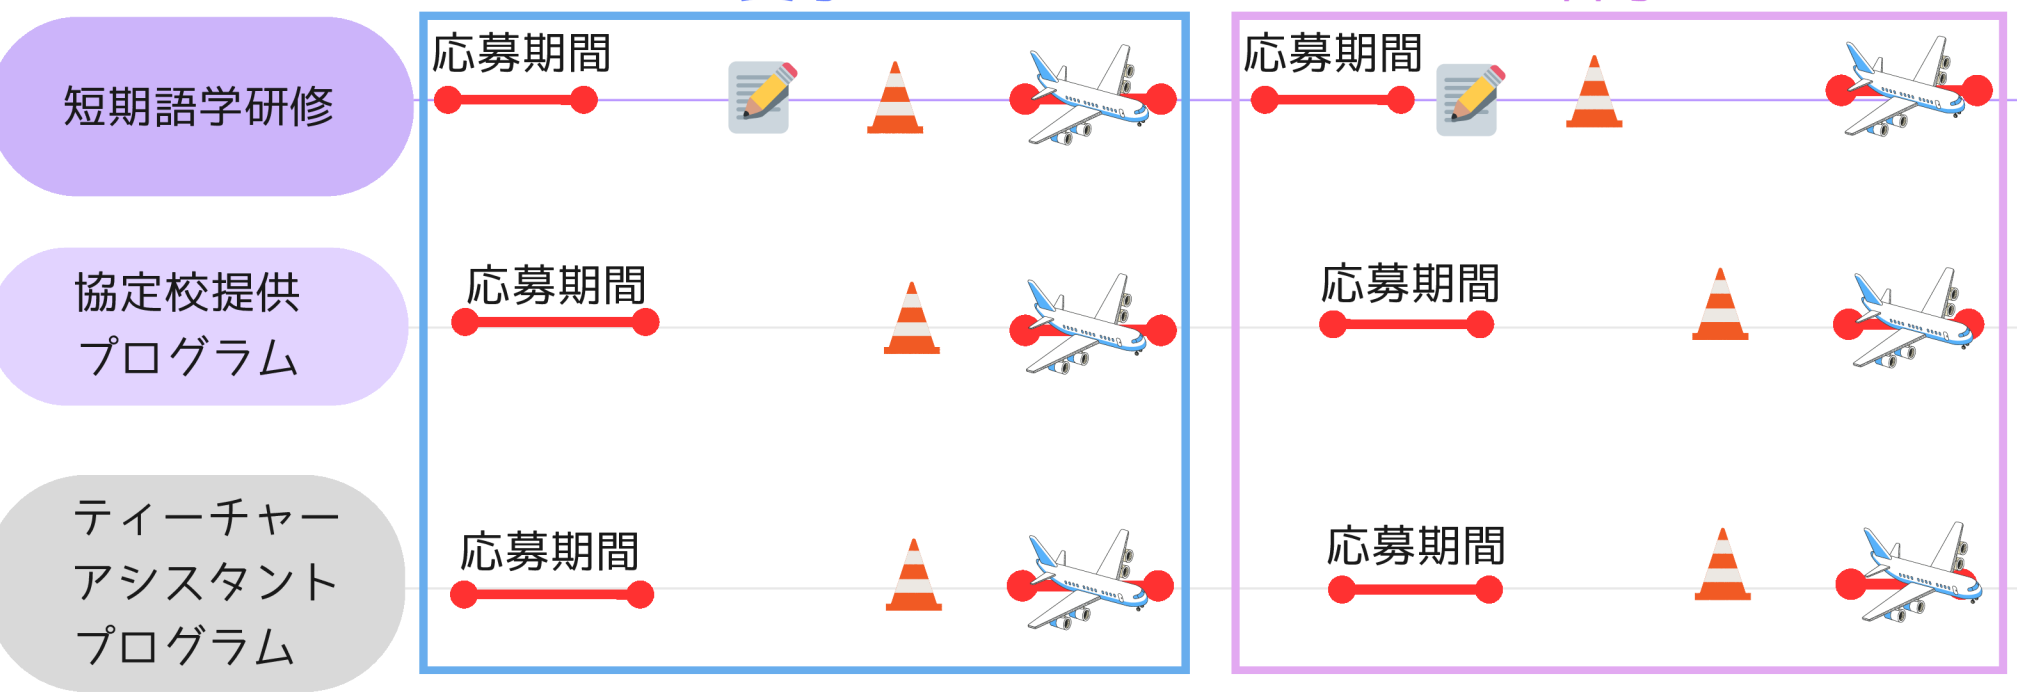 短期語学研修
応募期間
応募期間
協定校提供
プログラム
応募期間
応募期間
ティーチャー
アシスタント
プログラム
応募期間
応募期間